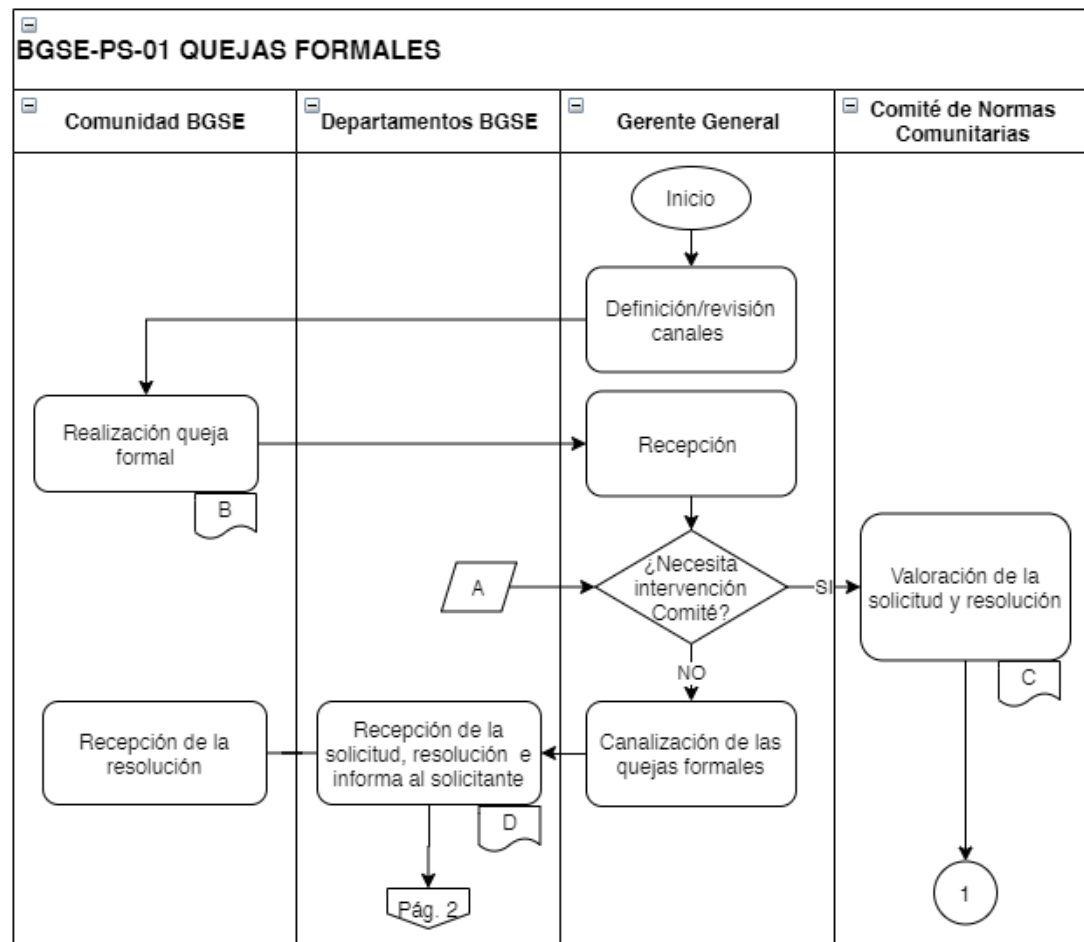 BGSE-PS-01 QUEJAS FORMALES
Comunidad BGSE
Departamentos BGSE
Gerente General
Comité de Normas
Comunitarias
Inicio
Definición/revisión
canales
Realización queja
formal
B
Recepción
A
¿Necesita
intervención
Comité?
SI
Valoración de la
solicitud y resolución
C
NO
Recepción de la
resolución
Recepción de la
solicitud, resolución e
informa al solicitante
D
Canalización de las
quejas formales
Pág. 2
1